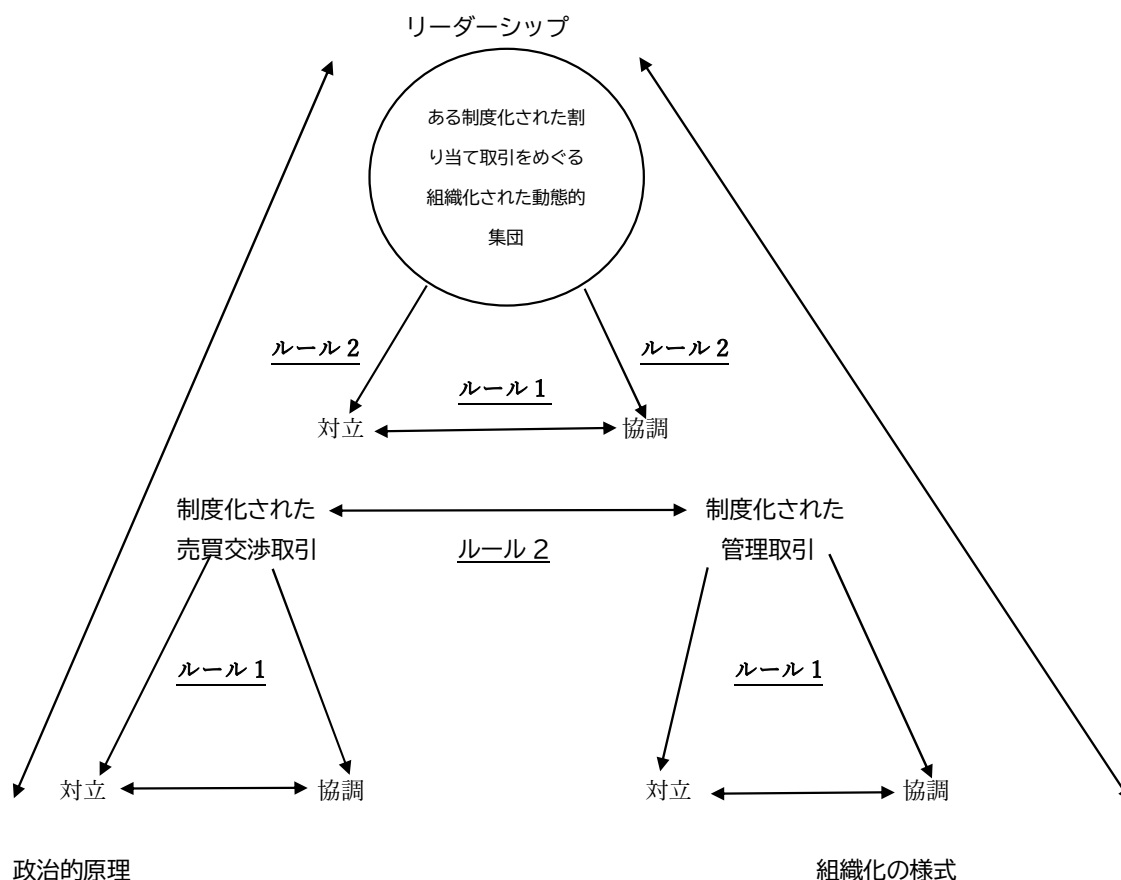 リーダーシップ
ある制度化された割
り当て取引をめぐる
組織化された動態的
集団
ルール2
ルール2
ルール1
対立
協調
制度化された
売買交渉取引
制度化された
管理取引
ルール2
ルール1
ルール1
対立
協調
対立
協調
政治的原理
組織化の様式